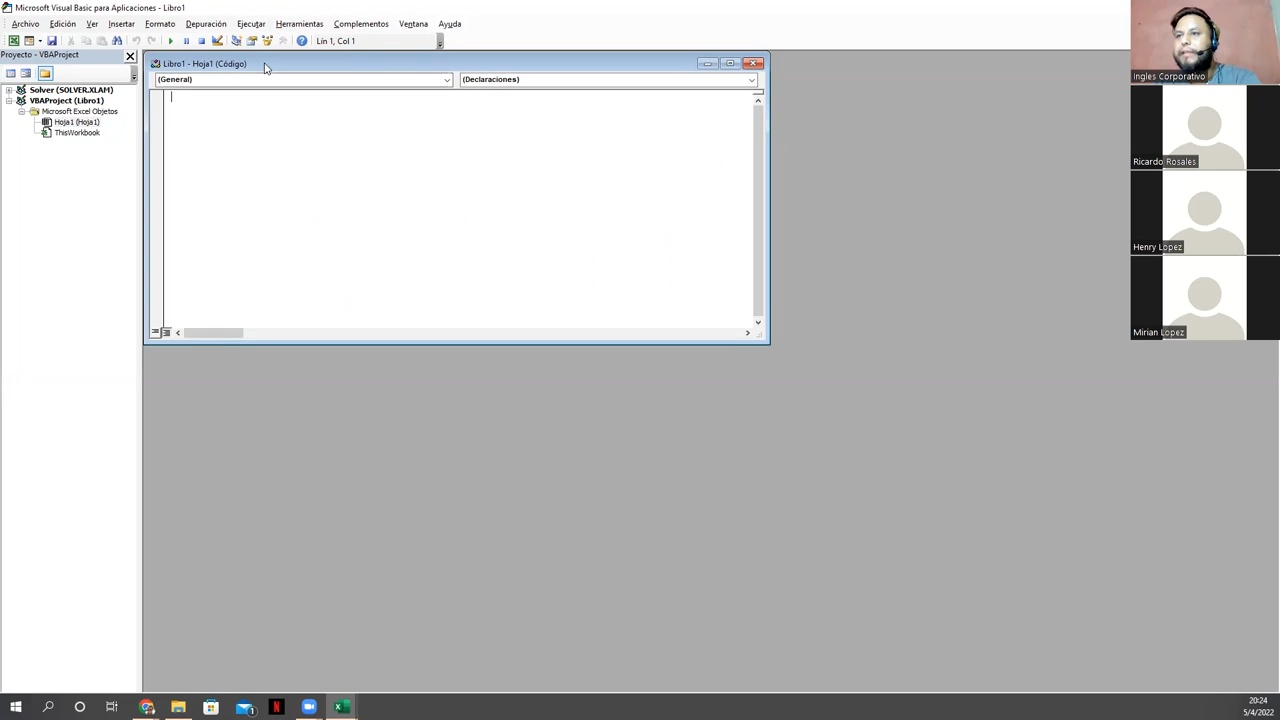 Microsoft Visual Basic para Aplicaciones - Libro1
Archivo Edición Ver Insertar Formato Depuración Ejecutar Herramientas Complementos Ventana Ayuda
Lín 1, Col 1
Proyecto - VBAProject
Solver (SOLVER.XLAM)
VBAProject (Libro1)
Microsoft Excel Objetos
Hoja1 (Hoja1)
ThisWorkbook
Libro1 - Hoja1 (Código)
(General) (Declaraciones)
Ingles Corporativo
Ricardo Rosales
Henry Lopez
Mirian Lopez
20:24
5/4/2022